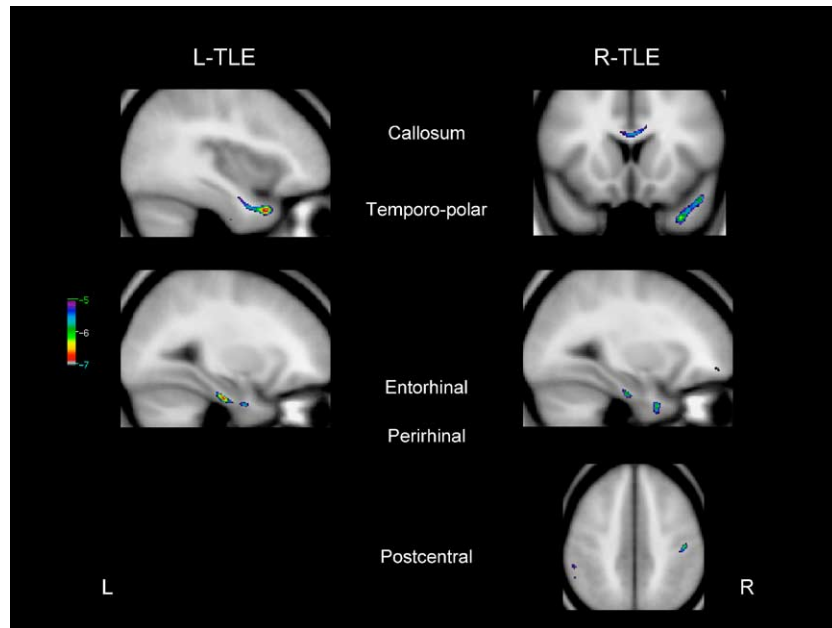 L-TLE
R-TLE
Callosum
Temporo-polar
-5
-6
-7
Entorhinal
Perirhinal
Postcentral
L
R